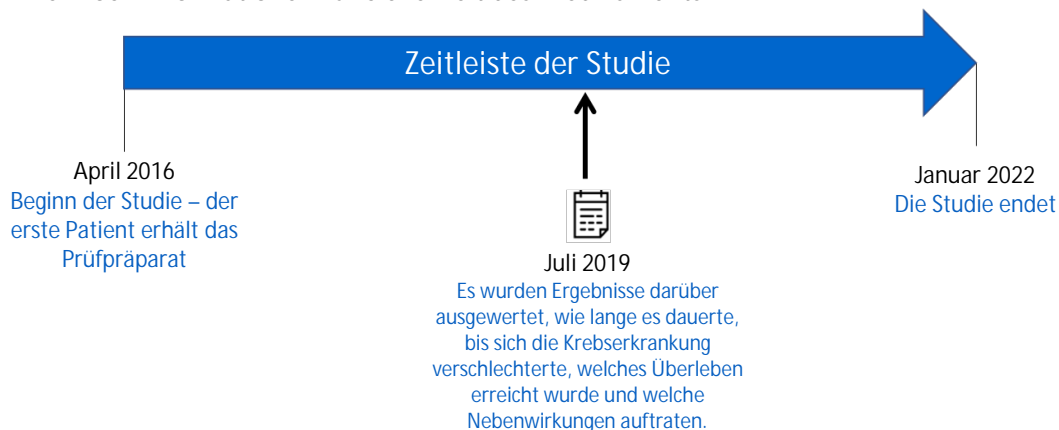 Zeitleiste der Studie
April 2016
Beginn der Studie – der
erste Patient erhält das
Prüfpräparat
Juli 2019
Es wurden Ergebnisse darüber
ausgewertet, wie lange es dauerte,
bis sich die Krebserkrankung
verschlechterte, welches Überleben
erreicht wurde und welche
Nebenwirkungen auftraten.
Januar 2022
Die Studie endet